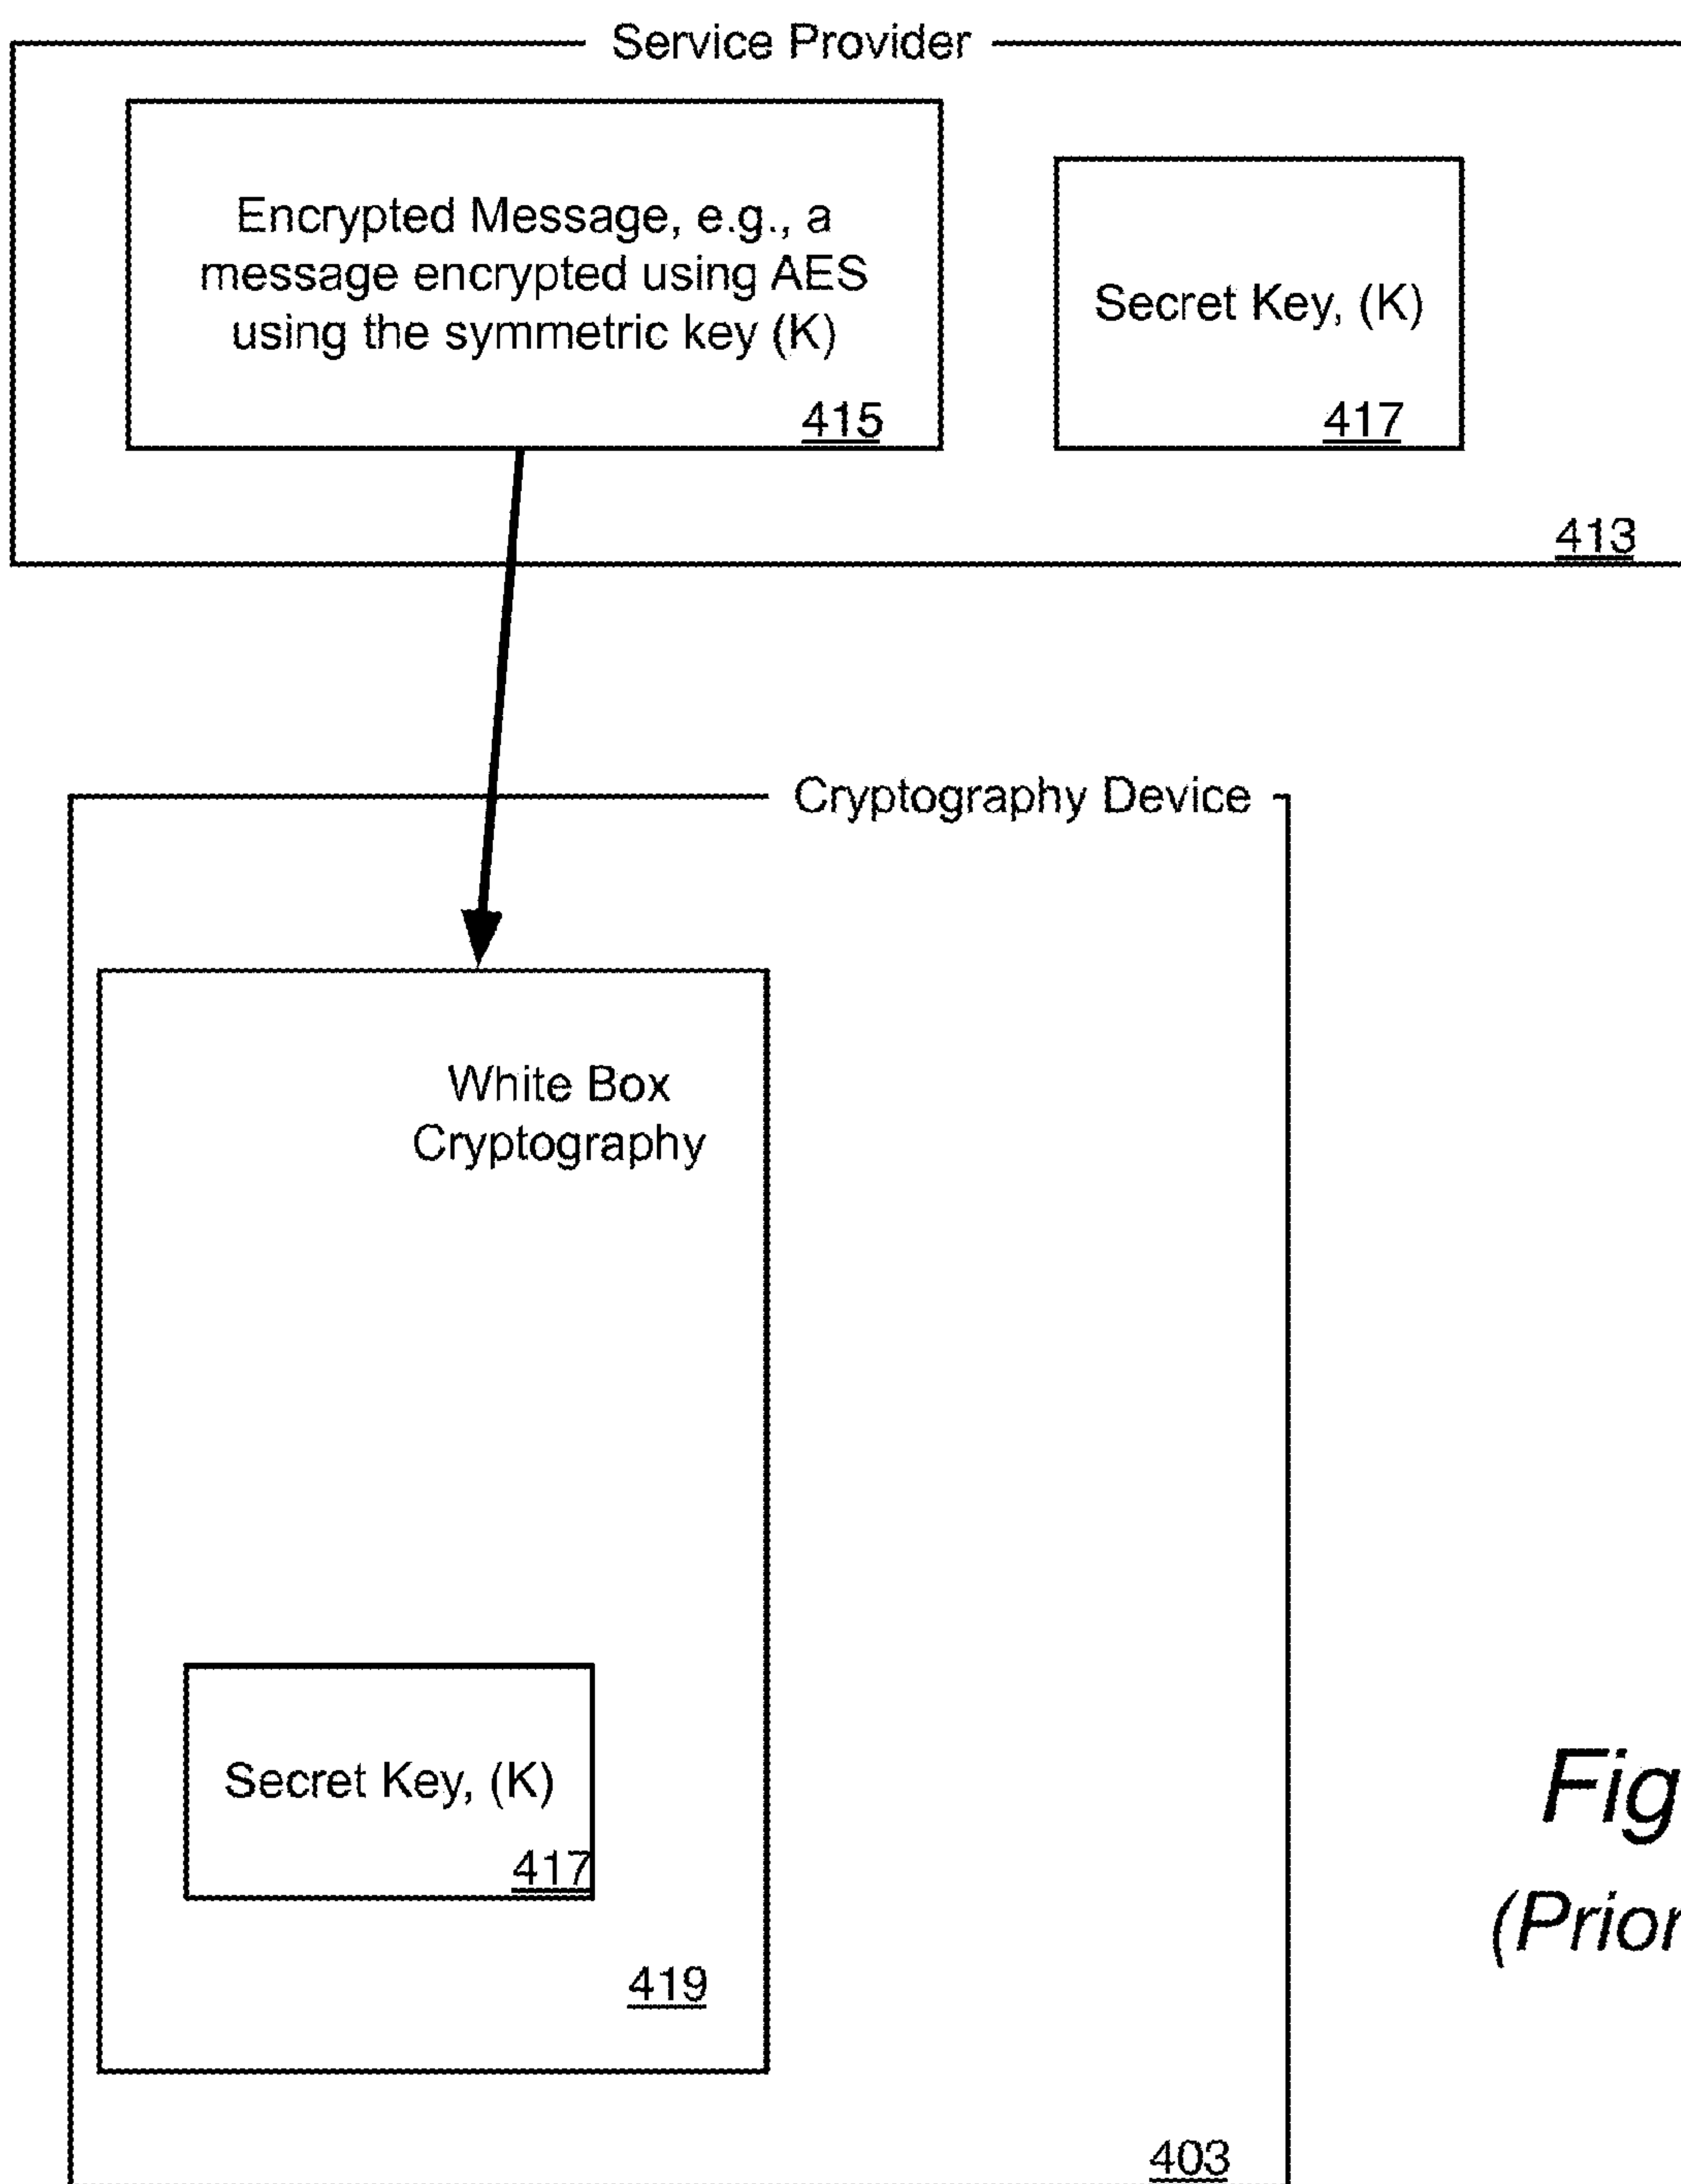 Service Provider
Encrypted Message, e.g., a
message encrypted using AES
using the symmetric key (K)
415
Secret Key, (K)
417
413
Cryptography Device
White Box
Cryptography
Secret Key, (K)
417
419
403
Fig
(Prior